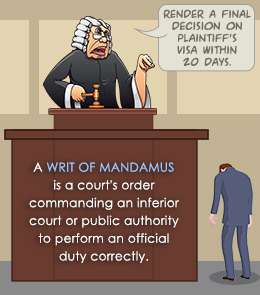 RENDER A FINAL
DECISION ON
PLAINTIFF'S
VISA WITHIN
20 DAYS.
A WRIT OF MANDAMUS
is a court's order
commanding an inferior
court or public authority
to perform an official
duty correctly.